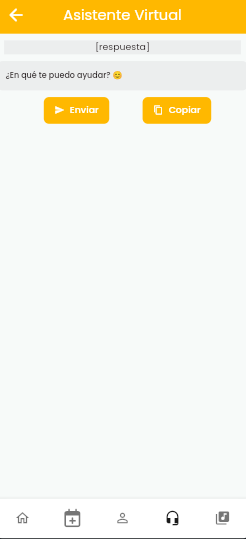 Asistente Virtual
[respuesta]
¿En qué te puedo ayudar? 😊
Enviar
Copiar